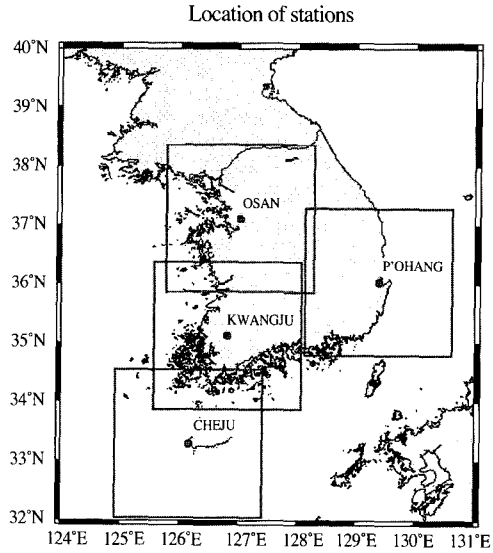 Location of stations
40°N
39°N
38°N
37°N
36°N
35°N
34°N
33°N
32°N
OSAN
P'OHANG
KWANGJU
CHEJU
124°E 125°E 126°E 127°E 128°E 129°E 130°E 131°E